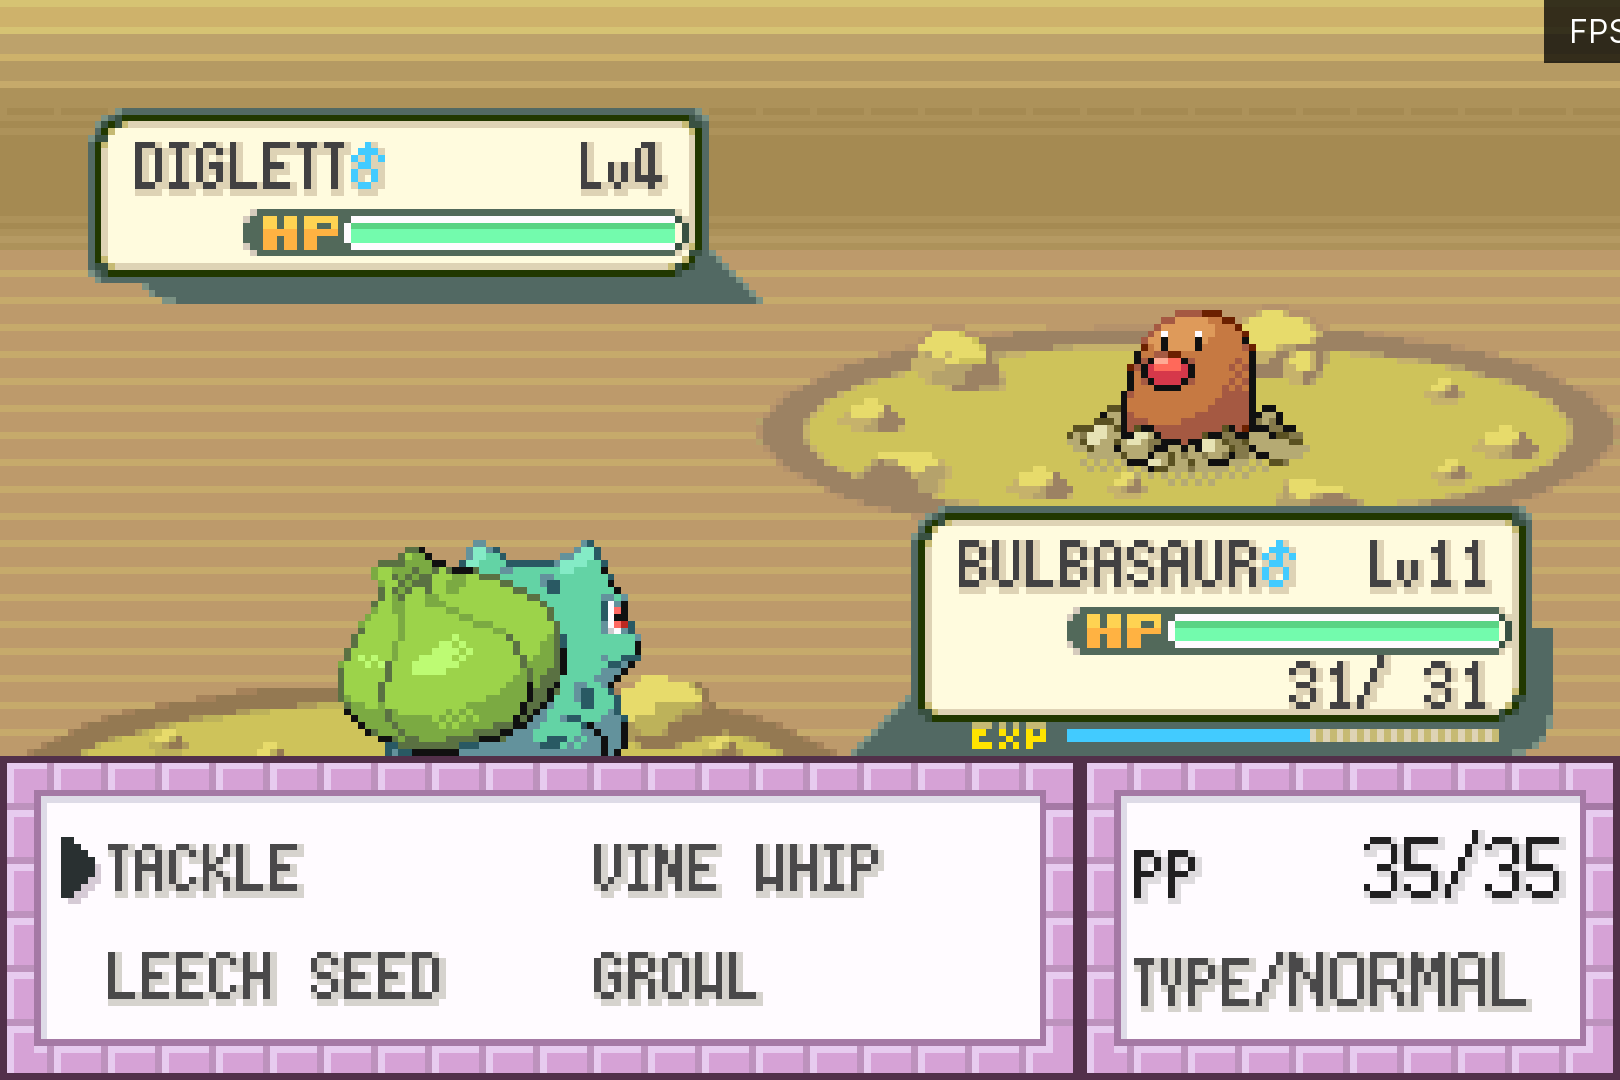 FPS
DIGLETT♂ Lv4
HP
BULBASAUR♂ Lv11
HP
31/ 31
EXP
TACKLE VINE WHIP
LEECH SEED GROWL
PP 35/35
TYPE/NORMAL